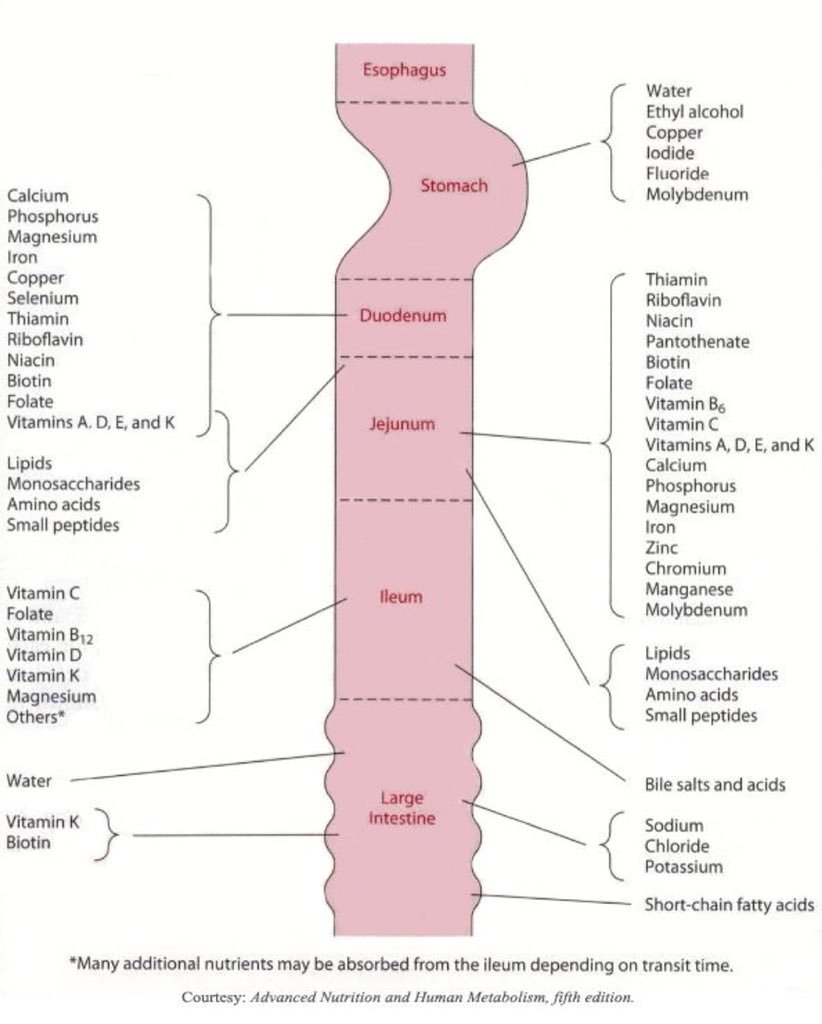 Esophagus
Stomach
Water
Ethyl alcohol
Copper
Iodide
Fluoride
Molybdenum
Calcium
Phosphorus
Magnesium
Iron
Copper
Selenium
Thiamin
Riboflavin
Niacin
Biotin
Folate
Vitamins A. D, E, and K
Lipids
Monosaccharides
Amino acids
Small peptides
Duodenum
Jejunum
Thiamin
Riboflavin
Niacin
Pantothenate
Biotin
Folate
Vitamin B6
Vitamin C
Vitamins A, D, E, and K
Calcium
Phosphorus
Magnesium
Iron
Zinc
Chromium
Manganese
Molybdenum
Lipids
Monosaccharides
Amino acids
Small peptides
Vitamin C
Folate
Vitamin B12
Vitamin D
Vitamin K
Magnesium
Others*
Ileum
Bile salts and acids
Water
Vitamin K
Biotin
Large
Intestine
Sodium
Chloride
Potassium
Short-chain fatty acids
*Many additional nutrients may be absorbed from the ileum depending on transit time.
Courtesy: Advanced Nutrition and Human Metabolism, fifth edition.